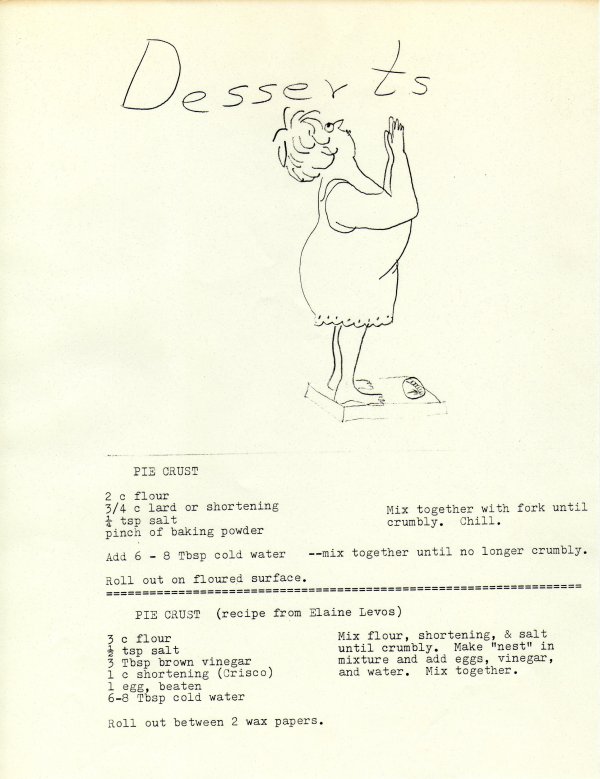 Desserts
PIE CRUST
2 c flour
3/4 c lard or shortening
¼ tsp salt
pinch of baking powder
Mix together with fork until
crumbly. Chill.
Add 6 - 8 Tbsp cold water --mix together until no longer crumbly.
Roll out on floured surface.
PIE CRUST (recipe from Elaine Levos)
3 c flour
½ tsp salt
3 Tbsp brown vinegar
1 c shortening (Crisco)
1 egg, beaten
6-8 Tbsp cold water
Mix flour, shortening, & salt
until crumbly. Make "nest" in
mixture and add eggs, vinegar,
and water. Mix together.
Roll out between 2 wax papers.